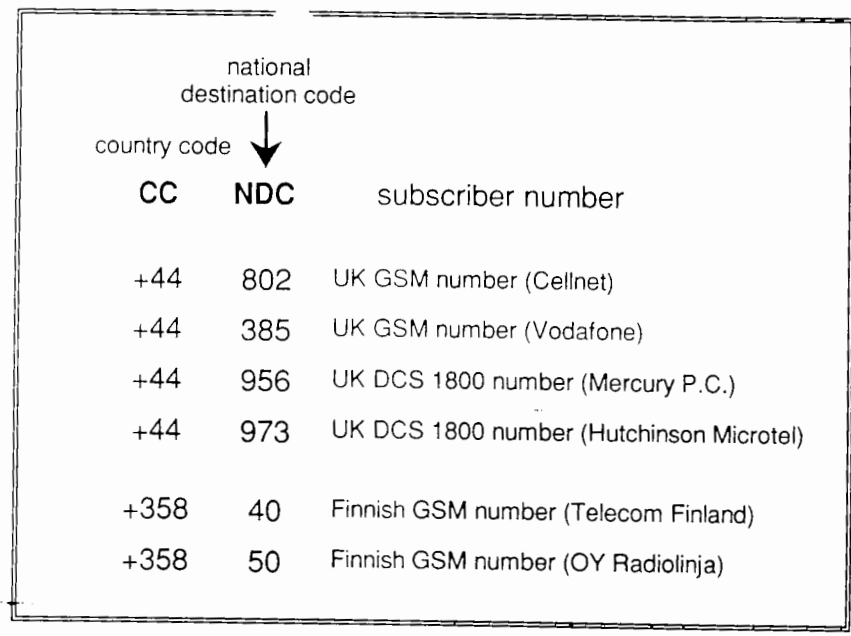 national
destination code
country code
CC NDC subscriber number
+44 802 UK GSM number (Cellnet)
+44 385 UK GSM number (Vodafone)
+44 956 UK DCS 1800 number (Mercury P.C.)
+44 973 UK DCS 1800 number (Hutchinson Microtel)
+358 40 Finnish GSM number (Telecom Finland)
+358 50 Finnish GSM number (OY Radiolinja)